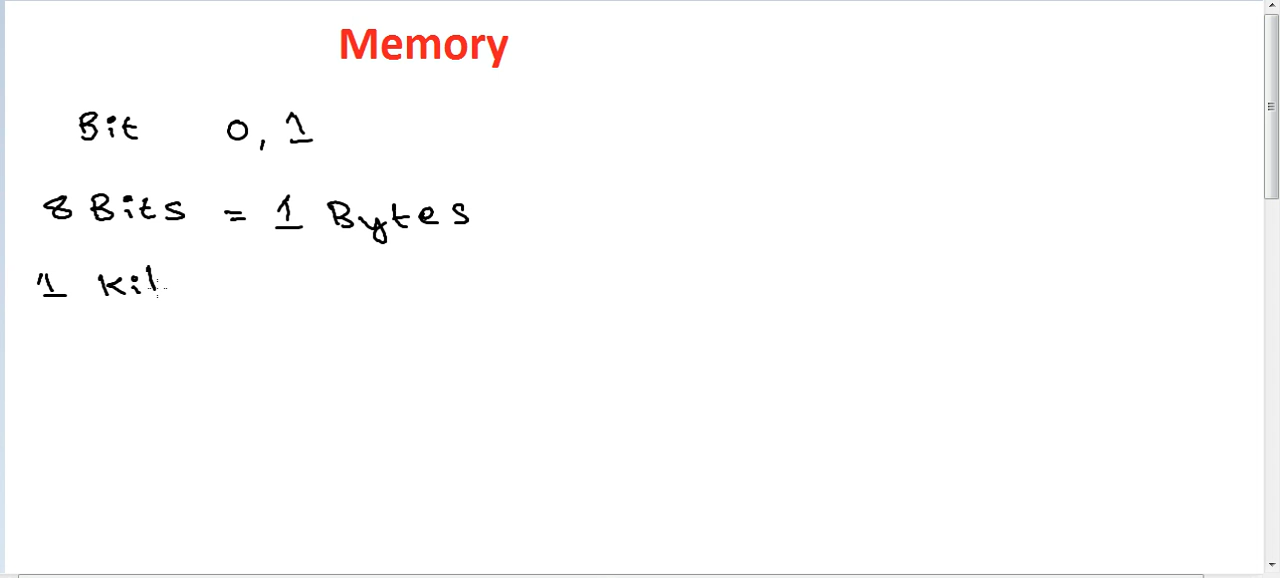 Memory
Bit 0, 1
8 Bits = 1 Bytes
1 Kil